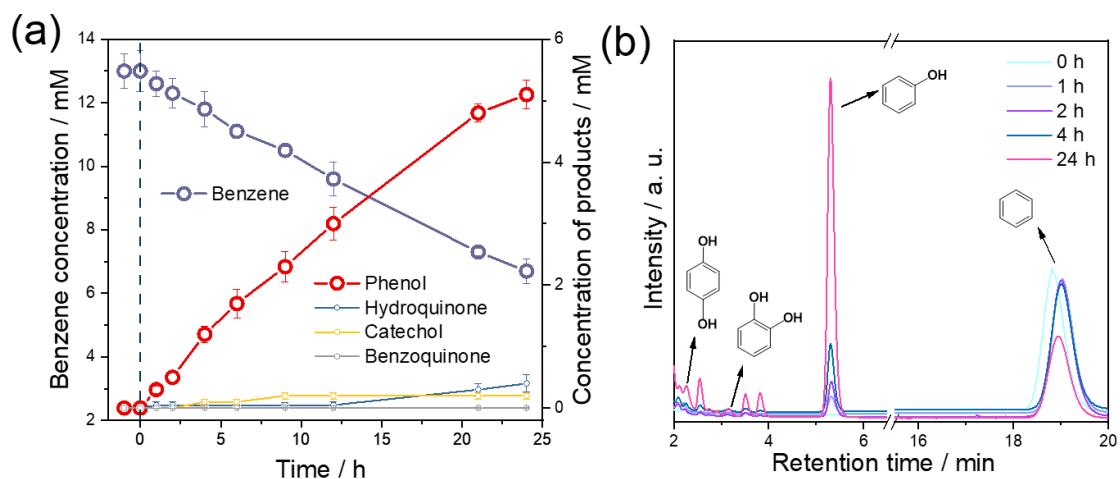 (a)
14
12
10
8
6
4
2
Benzene concentration / mM
6
4
2
0
Concentration of products / mM
Benzene
Phenol
Hydroquinone
Catechol
Benzoquinone
0
5
10
15
20
25
Time / h
(b)
Intensity / a. u.
OH
0 h
1 h
2 h
4 h
24 h
OH
OH
OH
OH
2
4
6
16
18
20
Retention time / min